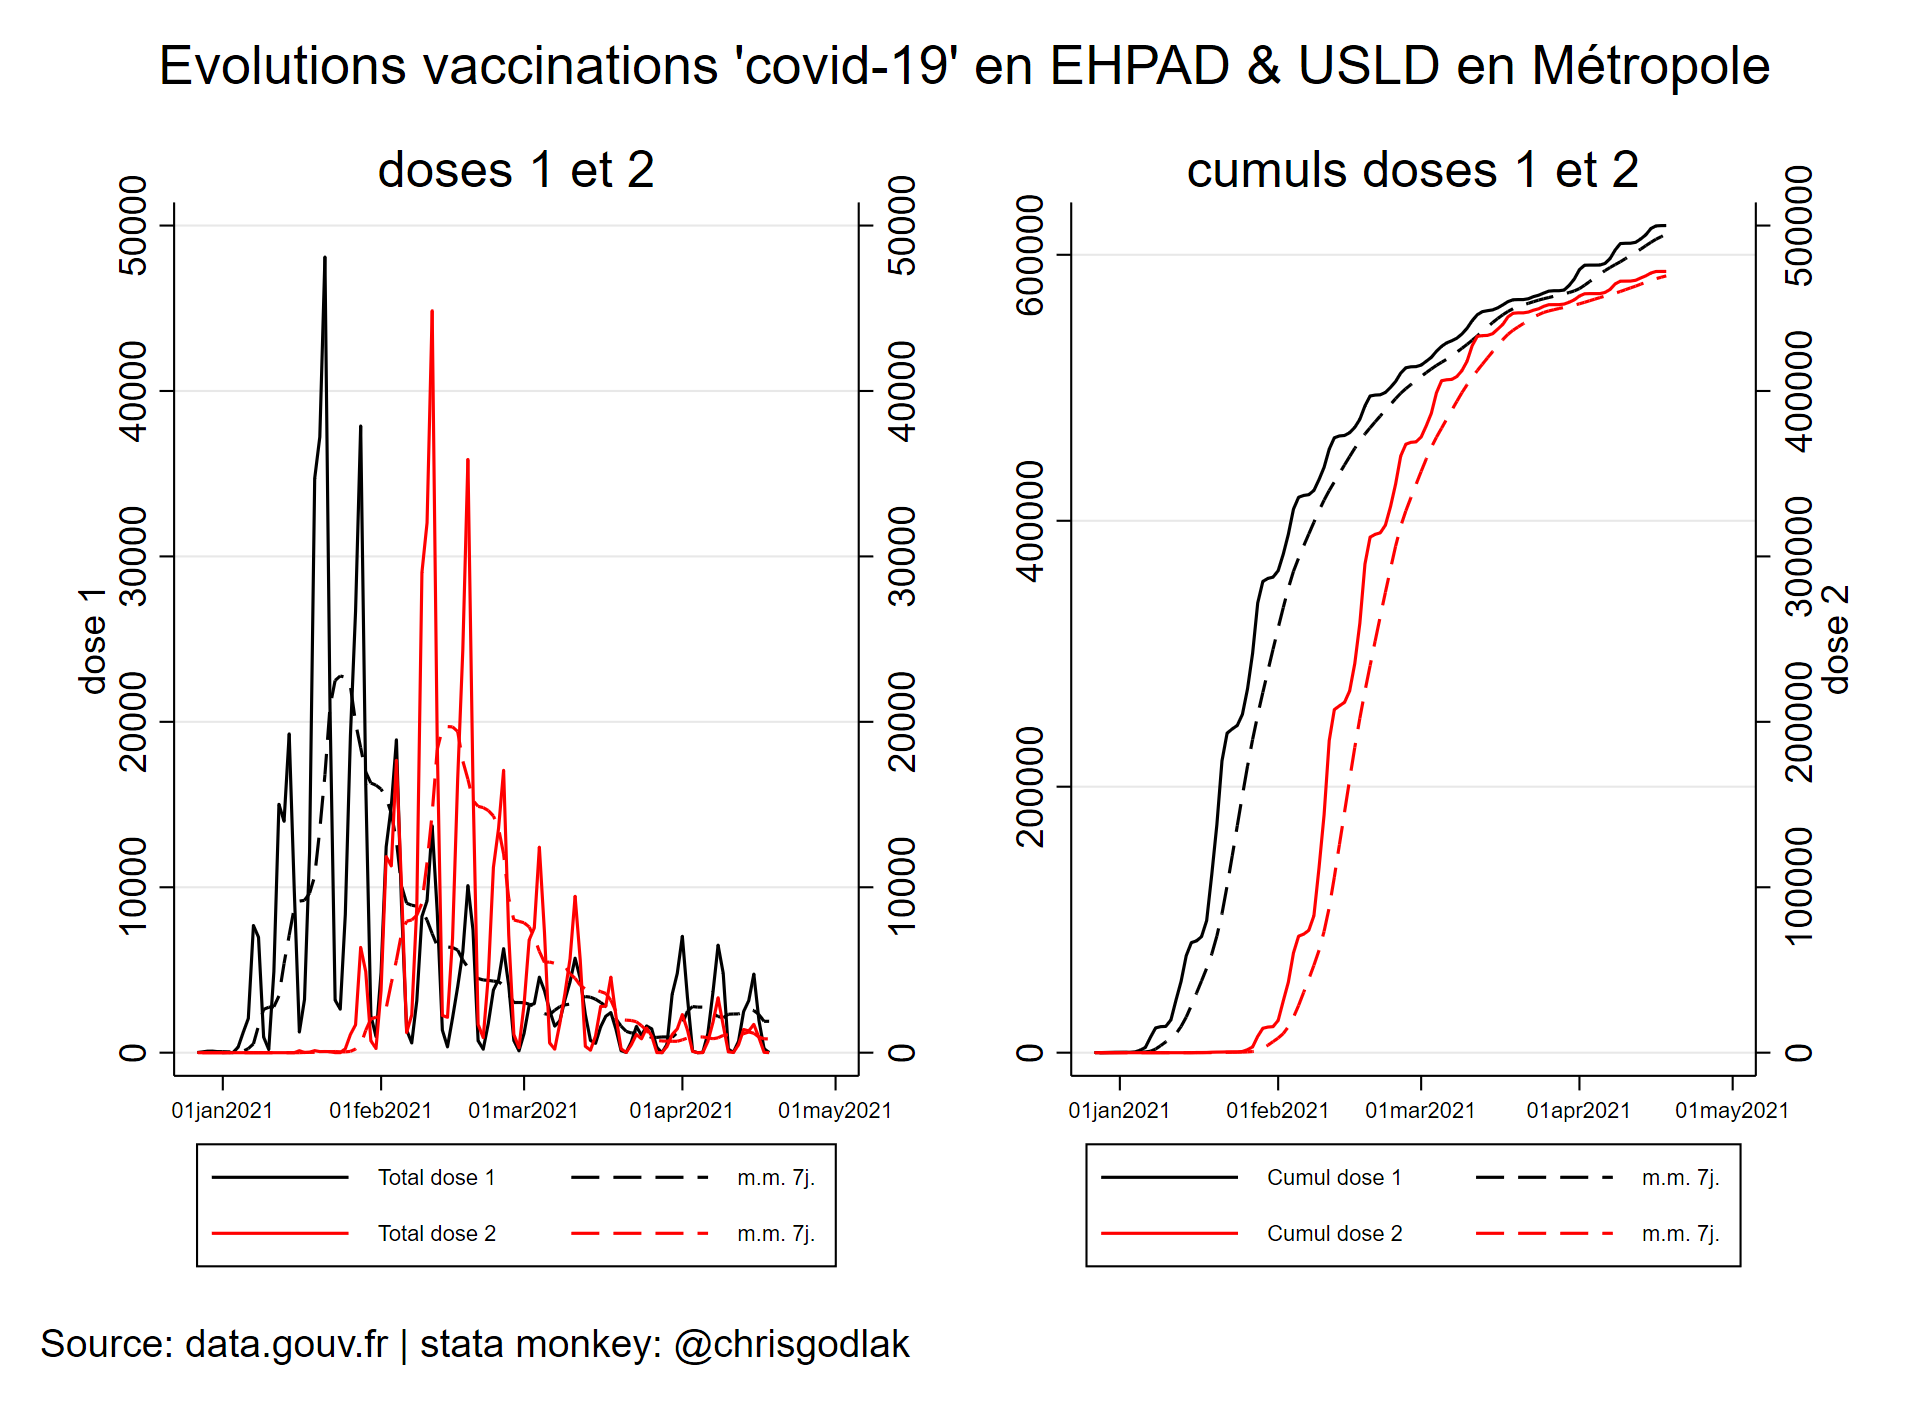 Evolutions vaccinations 'covid-19' en EHPAD & USLD en Métropole
doses 1 et 2
50000
40000
30000
20000
10000
0
dose 1
50000
40000
30000
20000
10000
0
01jan2021 01feb2021 01mar2021 01apr2021 01may2021
Total dose 1 m.m. 7j.
Total dose 2 m.m. 7j.
cumuls doses 1 et 2
600000
400000
200000
0
500000
400000
300000
200000
100000
0
dose 2
01jan2021 01feb2021 01mar2021 01apr2021 01may2021
Cumul dose 1 m.m. 7j.
Cumul dose 2 m.m. 7j.
Source: data.gouv.fr | stata monkey: @chrisgodlak